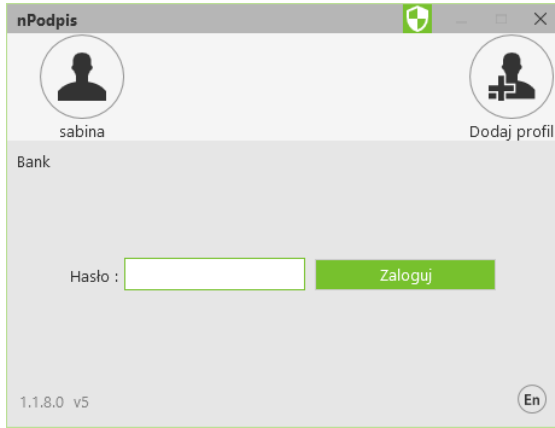 nPodpis
sabina
Dodaj profil
Bank
Hasło :
Zaloguj
1.1.8.0 v5
En